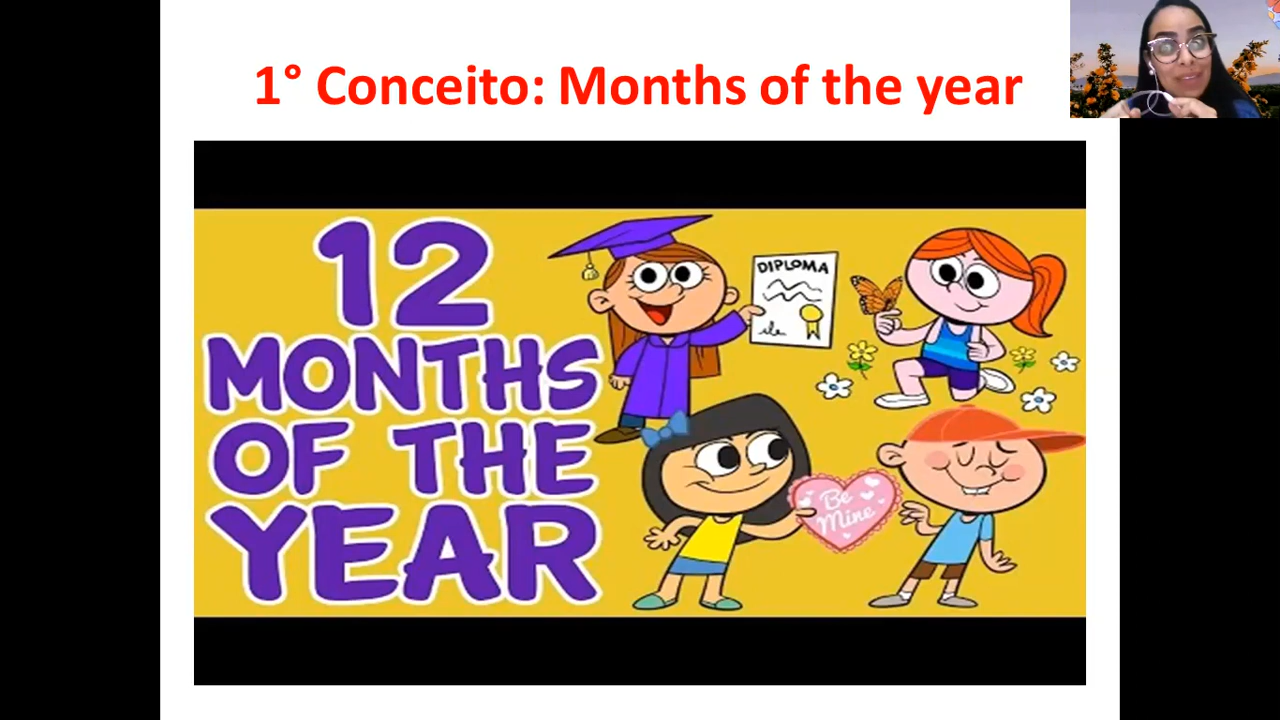 1° Conceito: Months of the year
12
MONTHS
OF THE
YEAR
DIPLOMA
Be
Mine